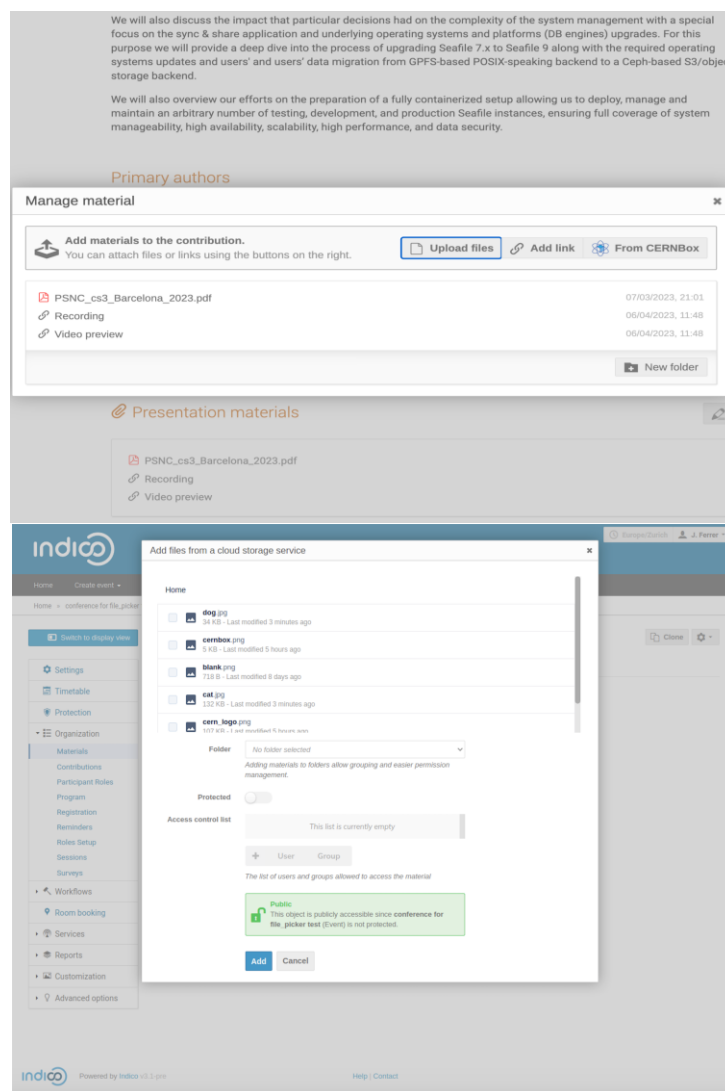 We will also discuss the impact that particular decisions had on the complexity of the system management with a special
focus on the sync & share application and underlying operating systems and platforms (DB engines) upgrades. For this
purpose we will provide a deep dive into the process of upgrading Seafile 7.x to Seafile 9 along with the required operating
systems updates and users' and users' data migration from GPFS-based POSIX-speaking backend to a Ceph-based S3/objec
storage backend.
We will also overview our efforts on the preparation of a fully containerized setup allowing us to deploy, manage and
maintain an arbitrary number of testing, development, and production Seafile instances, ensuring full coverage of system
manageability, high availability, scalability, high performance, and data security.
Primary authors
Manage material
Add materials to the contribution.
You can attach files or links using the buttons on the right.
Upload files Add link From CERNBox
PSNC_cs3_Barcelona_2023.pdf 07/03/2023, 21:01
Recording 06/04/2023, 11:48
Video preview 06/04/2023, 11:48
New folder
Presentation materials
PSNC_cs3_Barcelona_2023.pdf
Recording
Video preview
indico
Europe/Zurich J. Ferrer
Home Create event
Home » conference for file_picker
Add files from a cloud storage service
Switch to display view
Clone
Settings
Timetable
Protection
Organization
Materials
Contributions
Participant Roles
Program
Registration
Reminders
Roles Setup
Sessions
Surveys
Workflows
Room booking
Services
Reports
Customization
Advanced options
Home
dog.jpg
34 KB - Last modified 3 minutes ago
cernbox.png
5 KB - Last modified 5 hours ago
blank.png
718 B - Last modified 8 days ago
cat.jpg
132 KB - Last modified 3 minutes ago
cern_logo.png
107 KB - Last modified 5 hours ago
Folder No folder selected
Adding materials to folders allow grouping and easier permission
management.
Protected
Access control list This list is currently empty
User Group
The list of users and groups allowed to access the material
Public
This object is publicly accessible since conference for
file_picker test (Event) is not protected.
Add Cancel
indico Powered by Indico Help | Contact